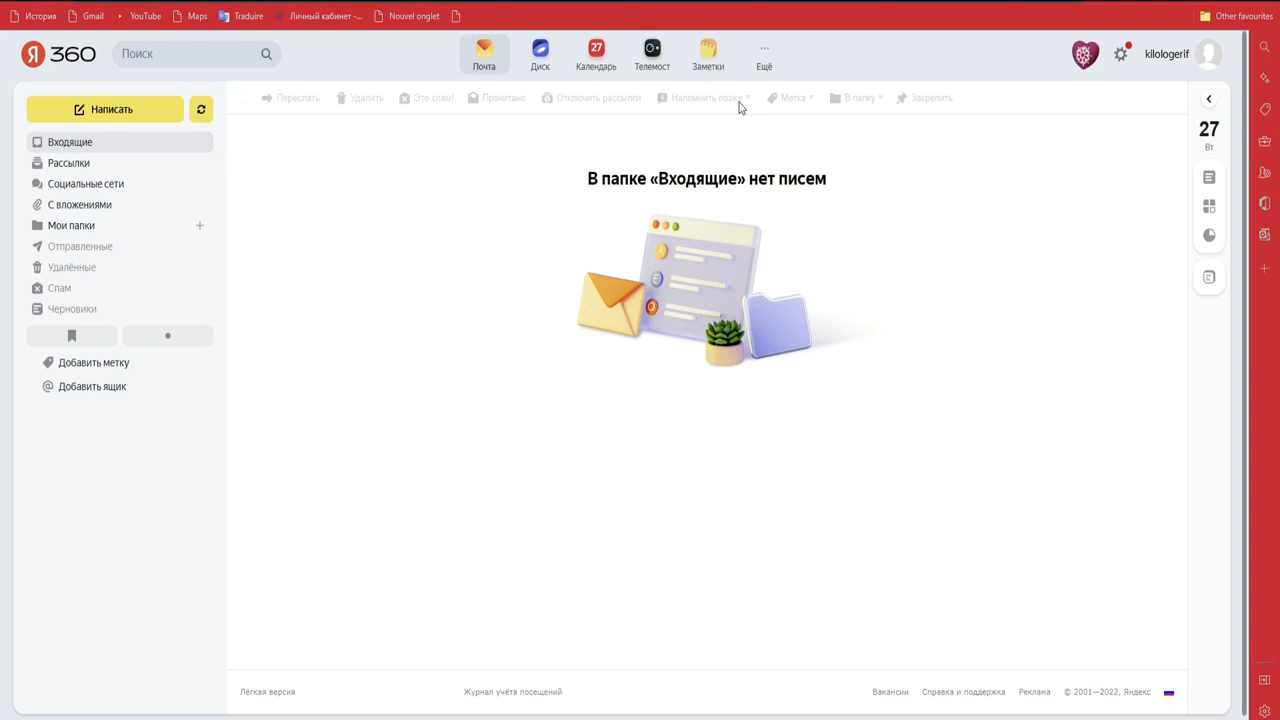 История
Gmail
YouTube
Maps
Traduire
Личный кабинет -...
Nouvel onglet
Other favourites
Я 360
Поиск
Почта
Диск
27
Календарь
Телемост
Заметки
Ещё
kilologerif
Написать
Переслать
Удалить
Это спам!
Прочитано
Отключить рассылки
Напомнить позже
Метка
В папку
Закрепить
27
Вт
Входящие
Рассылки
Социальные сети
С вложениями
Мои папки
Отправленные
Удалённые
Спам
Черновики
Добавить метку
Добавить ящик
В папке «Входящие» нет писем
Лёгкая версия
Журнал учёта посещений
Вакансии
Справка и поддержка
Реклама
© 2001—2022, Яндекс